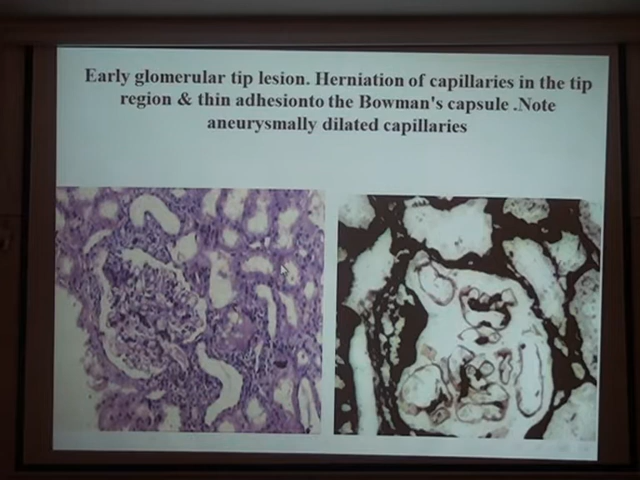 Early glomerular tip lesion. Herniation of capillaries in the tip
region & thin adhesionto the Bowman's capsule .Note
aneurysmally dilated capillaries